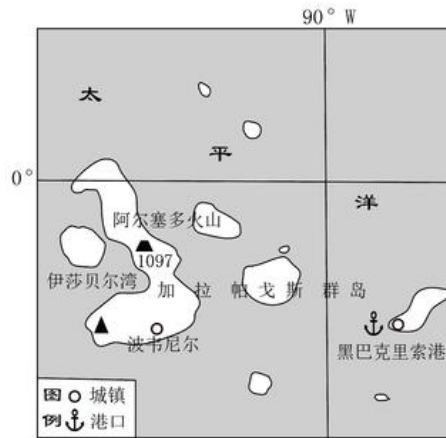 90° W
太
平
0°
洋
阿尔塞多火山
1097
伊莎贝尔湾
加拉帕戈斯群岛
波韦尼尔
黑巴克里索港
图例
城镇
港口